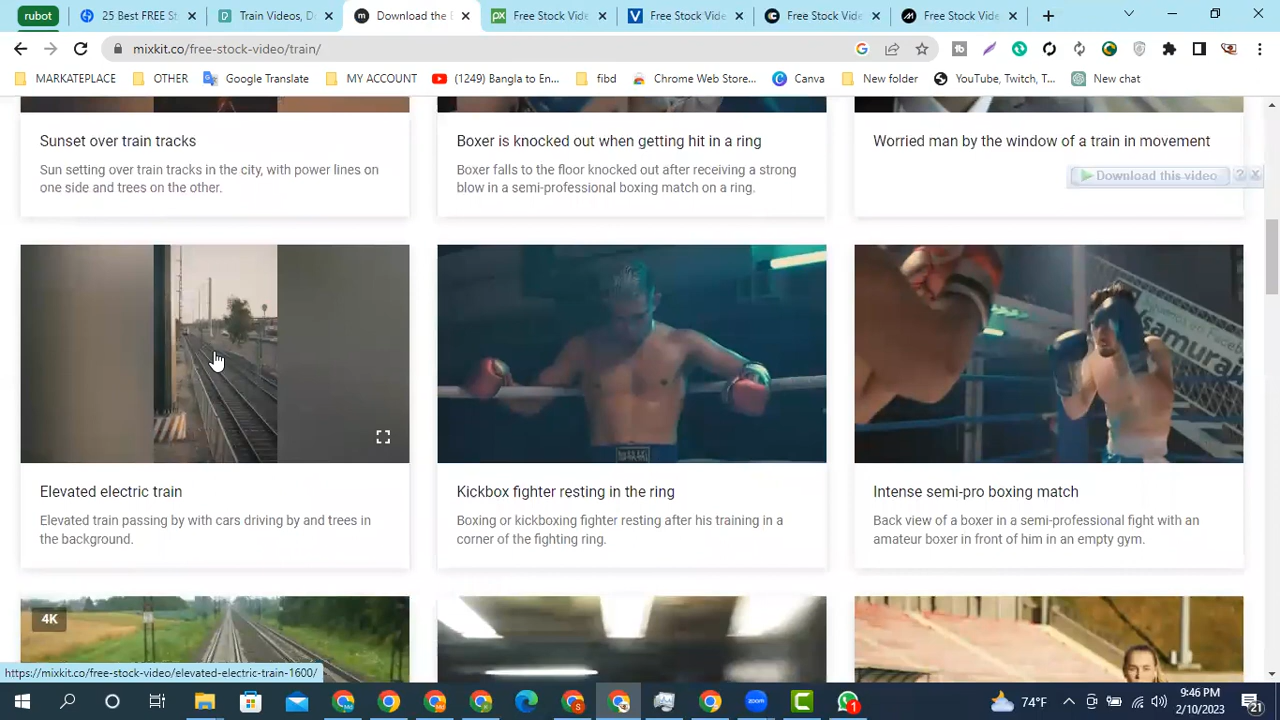 rubot
25 Best FREE S
Train Videos, D
Download the E
Free Stock Vide
Free Stock Vide
Free Stock Vide
Free Stock Vid
mixkit.co/free-stock-video/train/
MARKATEPLACE
OTHER
Google Translate
MY ACCOUNT
(1249) Bangla to En...
fibd
Chrome Web Store...
Canva
New folder
YouTube, Twitch, T...
New chat
Sunset over train tracks
Sun setting over train tracks in the city, with power lines on
one side and trees on the other.
Boxer is knocked out when getting hit in a ring
Boxer falls to the floor knocked out after receiving a strong
blow in a semi-professional boxing match on a ring.
Worried man by the window of a train in movement
Download this video
Elevated electric train
Elevated train passing by with cars driving by and trees in
the background.
Kickbox fighter resting in the ring
Boxing or kickboxing fighter resting after his training in a
corner of the fighting ring.
samurai
Intense semi-pro boxing match
Back view of a boxer in a semi-professional fight with an
amateur boxer in front of him in an empty gym.
4K
https://mixkit.co/free-stock-video/elevated-electric-train-1600/
zoom
1
74°F
9:46 PM
2/10/2023
21